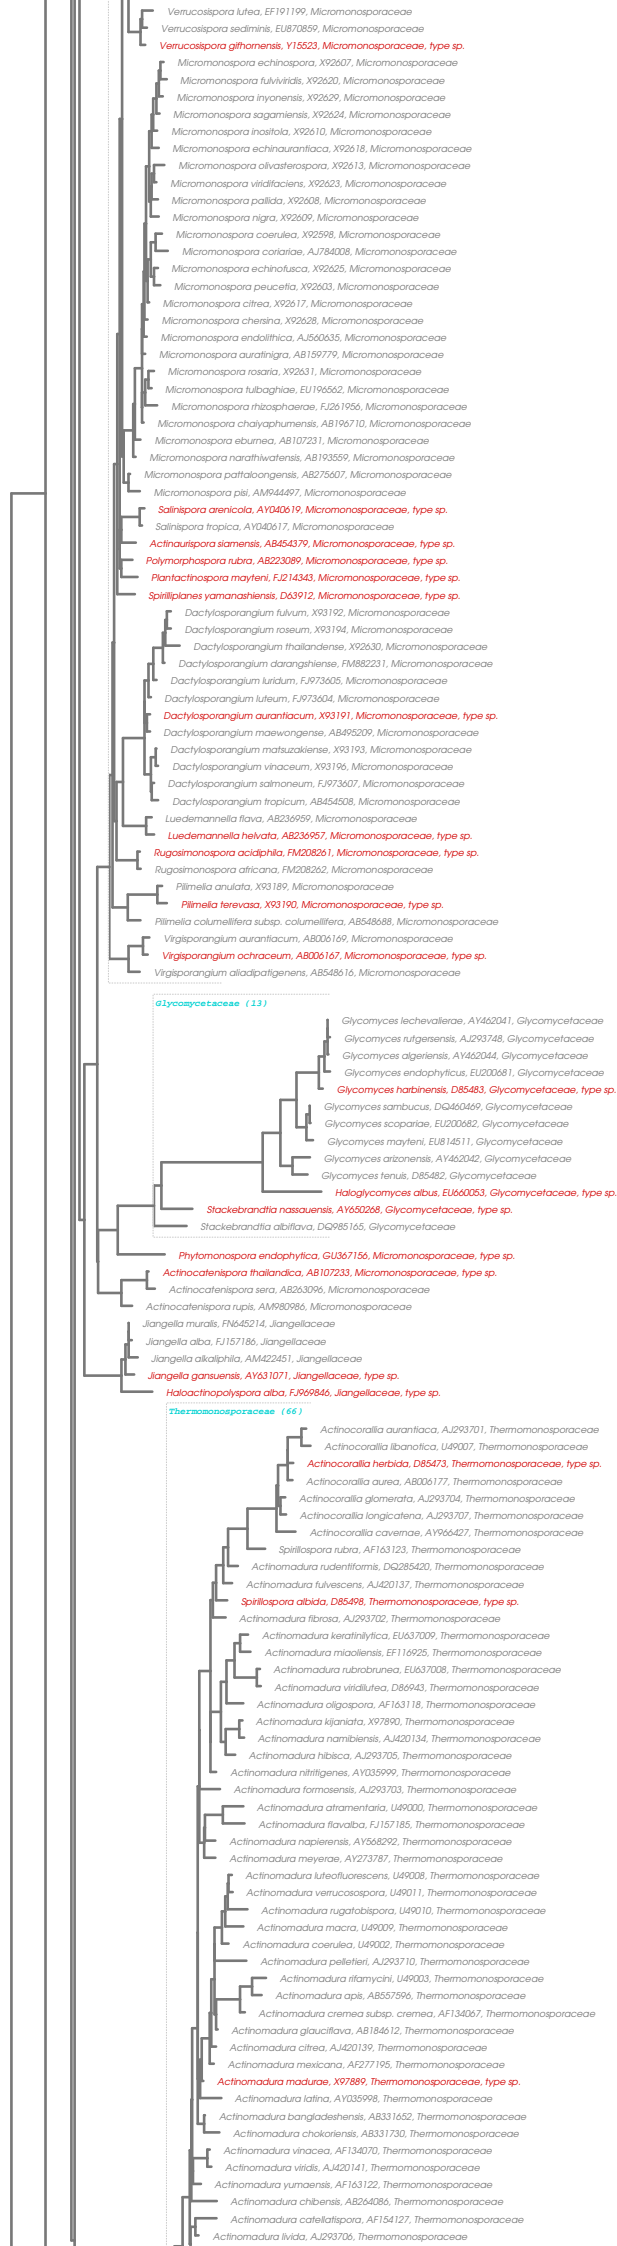 Verrucosispora lutea, EF191199, Micromonosporaceae
Verrucosispora sediminis, EU870859, Micromonosporaceae
Verrucosispora gifhornensis, Y15523, Micromonosporaceae, type sp.
Micromonospora echinospora, X92607, Micromonosporaceae
Micromonospora fulviviridis, X92620, Micromonosporaceae
Micromonospora inyonensis, X92629, Micromonosporaceae
Micromonospora sagamiensis, X92624, Micromonosporaceae
Micromonospora inositola, X92610, Micromonosporaceae
Micromonospora echinaurantiaca, X92618, Micromonosporaceae
Micromonospora olivasterospora, X92613, Micromonosporaceae
Micromonospora viridifaciens, X92623, Micromonosporaceae
Micromonospora pallida, X92608, Micromonosporaceae
Micromonospora nigra, X92609, Micromonosporaceae
Micromonospora coerulea, X92598, Micromonosporaceae
Micromonospora coriariae, AJ784008, Micromonosporaceae
Micromonospora echinofusca, X92625, Micromonosporaceae
Micromonospora peucetia, X92603, Micromonosporaceae
Micromonospora citrea, X92617, Micromonosporaceae
Micromonospora chersina, X92628, Micromonosporaceae
Micromonospora endolithica, AJ560635, Micromonosporaceae
Micromonospora auratinigra, AB159779, Micromonosporaceae
Micromonospora rosaria, X92631, Micromonosporaceae
Micromonospora tulbaghiae, EU196562, Micromonosporaceae
Micromonospora rhizosphaerae, FJ261956, Micromonosporaceae
Micromonospora chaiyaphumensis, AB196710, Micromonosporaceae
Micromonospora eburnea, AB107231, Micromonosporaceae
Micromonospora narathiwatensis, AB193559, Micromonosporaceae
Micromonospora pattaloongensis, AB275607, Micromonosporaceae
Micromonospora pisi, AM944497, Micromonosporaceae
Salinispora arenicola, AY040619, Micromonosporaceae, type sp.
Salinispora tropica, AY040617, Micromonosporaceae
Actinaurispora siamensis, AB454379, Micromonosporaceae, type sp.
Polymorphospora rubra, AB223089, Micromonosporaceae, type sp.
Plantactinospora mayteni, FJ214343, Micromonosporaceae, type sp.
Spirilliplanes yamanashiensis, D63912, Micromonosporaceae, type sp.
Dactylosporangium fulvum, X93192, Micromonosporaceae
Dactylosporangium roseum, X93194, Micromonosporaceae
Dactylosporangium thailandense, X92630, Micromonosporaceae
Dactylosporangium darangshiense, FM882231, Micromonosporaceae
Dactylosporangium luridum, FJ973605, Micromonosporaceae
Dactylosporangium luteum, FJ973604, Micromonosporaceae
Dactylosporangium aurantiacum, X93191, Micromonosporaceae, type sp.
Dactylosporangium maewongense, AB495209, Micromonosporaceae
Dactylosporangium matsuzakiense, X93193, Micromonosporaceae
Dactylosporangium vinaceum, X93196, Micromonosporaceae
Dactylosporangium salmoneum, FJ973607, Micromonosporaceae
Dactylosporangium tropicum, AB454508, Micromonosporaceae
Luedemannella flava, AB236959, Micromonosporaceae
Luedemannella helvata, AB236957, Micromonosporaceae, type sp.
Rugosimonospora acidiphila, FM208261, Micromonosporaceae, type sp.
Rugosimonospora africana, FM208262, Micromonosporaceae
Pilimelia anulata, X93189, Micromonosporaceae
Pilimelia terevasa, X93190, Micromonosporaceae, type sp.
Pilimelia columellifera subsp. columellifera, AB548688, Micromonosporaceae
Virgisporangium aurantiacum, AB006169, Micromonosporaceae
Virgisporangium ochraceum, AB006167, Micromonosporaceae, type sp.
Virgisporangium aliadipatigenens, AB548616, Micromonosporaceae
Glycomycetaceae (13)
Glycomyces lechevalierae, AY462041, Glycomycetaceae
Glycomyces rutgersensis, AJ293748, Glycomycetaceae
Glycomyces algeriensis, AY462044, Glycomycetaceae
Glycomyces endophyticus, EU200681, Glycomycetaceae
Glycomyces harbinensis, D85483, Glycomycetaceae, type sp.
Glycomyces sambucus, DQ460469, Glycomycetaceae
Glycomyces scopariae, EU200682, Glycomycetaceae
Glycomyces mayteni, EU814511, Glycomycetaceae
Glycomyces arizonensis, AY462042, Glycomycetaceae
Glycomyces tenuis, D85482, Glycomycetaceae
Haloglycomyces albus, EU660053, Glycomycetaceae, type sp.
Stackebrandtia nassauensis, AY650268, Glycomycetaceae, type sp.
Stackebrandtia albiflava, DQ985165, Glycomycetaceae
Phytomonospora endophytica, GU367156, Micromonosporaceae, type sp.
Actinocatenispora thailandica, AB107233, Micromonosporaceae, type sp.
Actinocatenispora sera, AB263096, Micromonosporaceae
Actinocatenispora rupis, AM980986, Micromonosporaceae
Jiangella muralis, FN645214, Jiangellaceae
Jiangella alba, FJ157186, Jiangellaceae
Jiangella alkaliphila, AM422451, Jiangellaceae
Jiangella gansuensis, AY631071, Jiangellaceae, type sp.
Haloactinopolyspora alba, FJ969846, Jiangellaceae, type sp.
Thermomonosporaceae (66)
Actinocorallia aurantiaca, AJ293701, Thermomonosporaceae
Actinocorallia libanotica, U49007, Thermomonosporaceae
Actinocorallia herbida, D85473, Thermomonosporaceae, type sp.
Actinocorallia aurea, AB006177, Thermomonosporaceae
Actinocorallia glomerata, AJ293704, Thermomonosporaceae
Actinocorallia longicatena, AJ293707, Thermomonosporaceae
Actinocorallia cavernae, AY966427, Thermomonosporaceae
Spirillospora rubra, AF163123, Thermomonosporaceae
Actinomadura rudentiformis, DQ285420, Thermomonosporaceae
Actinomadura fulvescens, AJ420137, Thermomonosporaceae
Spirillospora albida, D85498, Thermomonosporaceae, type sp.
Actinomadura fibrosa, AJ293702, Thermomonosporaceae
Actinomadura keratinilytica, EU637009, Thermomonosporaceae
Actinomadura miaoliensis, EF116925, Thermomonosporaceae
Actinomadura rubrobrunea, EU637008, Thermomonosporaceae
Actinomadura viridilutea, D86943, Thermomonosporaceae
Actinomadura oligospora, AF163118, Thermomonosporaceae
Actinomadura kijaniata, X97890, Thermomonosporaceae
Actinomadura namibiensis, AJ420134, Thermomonosporaceae
Actinomadura hibisca, AJ293705, Thermomonosporaceae
Actinomadura nitritigenes, AY035999, Thermomonosporaceae
Actinomadura formosensis, AJ293703, Thermomonosporaceae
Actinomadura atramentaria, U49000, Thermomonosporaceae
Actinomadura flavalba, FJ157185, Thermomonosporaceae
Actinomadura napierensis, AY568292, Thermomonosporaceae
Actinomadura meyerae, AY273787, Thermomonosporaceae
Actinomadura luteofluorescens, U49008, Thermomonosporaceae
Actinomadura verrucosospora, U49011, Thermomonosporaceae
Actinomadura rugatobispora, U49010, Thermomonosporaceae
Actinomadura macra, U49009, Thermomonosporaceae
Actinomadura coerulea, U49002, Thermomonosporaceae
Actinomadura pelletieri, AJ293710, Thermomonosporaceae
Actinomadura rifamycini, U49003, Thermomonosporaceae
Actinomadura apis, AB557596, Thermomonosporaceae
Actinomadura cremea subsp. cremea, AF134067, Thermomonosporaceae
Actinomadura glauciflava, AB184612, Thermomonosporaceae
Actinomadura citrea, AJ420139, Thermomonosporaceae
Actinomadura mexicana, AF277195, Thermomonosporaceae
Actinomadura madurae, X97889, Thermomonosporaceae, type sp.
Actinomadura latina, AY035998, Thermomonosporaceae
Actinomadura bangladeshensis, AB331652, Thermomonosporaceae
Actinomadura chokoriensis, AB331730, Thermomonosporaceae
Actinomadura vinacea, AF134070, Thermomonosporaceae
Actinomadura viridis, AJ420141, Thermomonosporaceae
Actinomadura yumaensis, AF163122, Thermomonosporaceae
Actinomadura chibensis, AB264086, Thermomonosporaceae
Actinomadura catellatispora, AF154127, Thermomonosporaceae
Actinomadura livida, AJ293706, Thermomonosporaceae